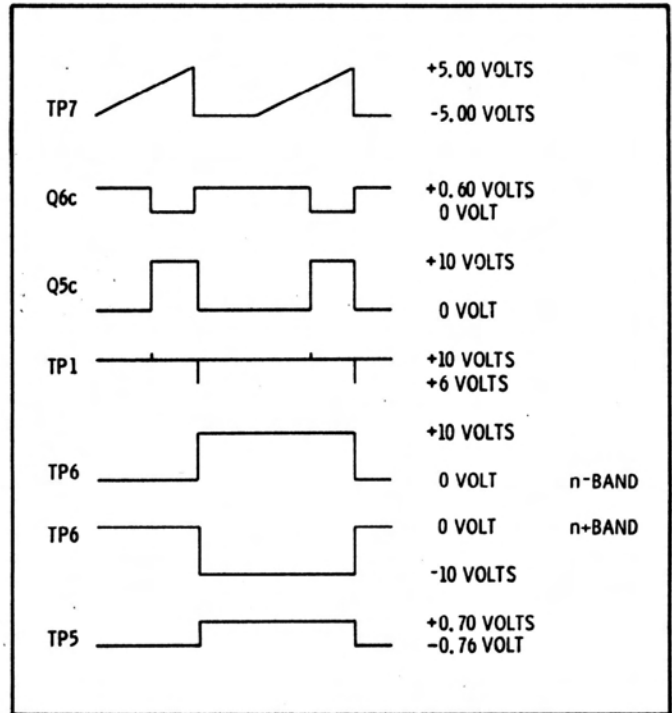 +5.00 VOLTS
TP7
-5.00 VOLTS
Q6c
+0.60 VOLTS
0 VOLT
+10 VOLTS
Q5c
0 VOLT
TP1
+10 VOLTS
+6 VOLTS
+10 VOLTS
TP6
0 VOLT n-BAND
TP6
0 VOLT n+BAND
-10 VOLTS
TP5
+0.70 VOLTS
-0.76 VOLT